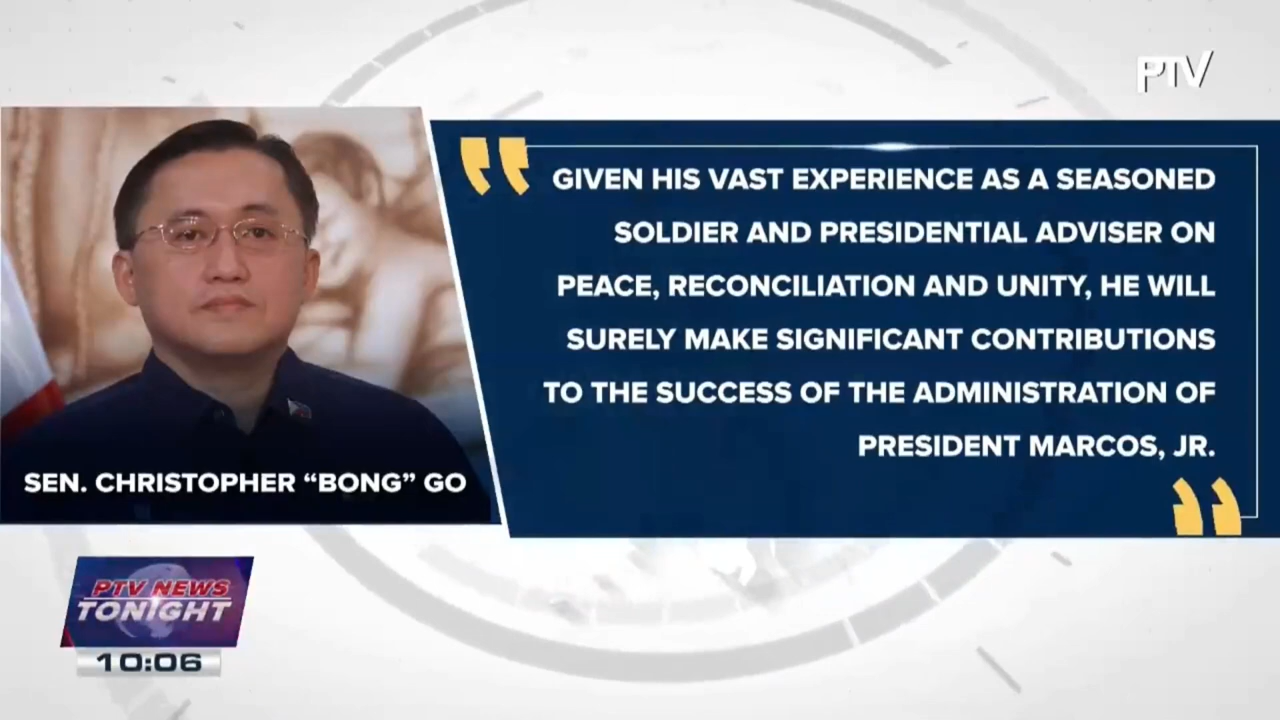 PTV
GIVEN HIS VAST EXPERIENCE AS A SEASONED
SOLDIER AND PRESIDENTIAL ADVISER ON
PEACE, RECONCILIATION AND UNITY, HE WILL
SURELY MAKE SIGNIFICANT CONTRIBUTIONS
TO THE SUCCESS OF THE ADMINISTRATION OF
PRESIDENT MARCOS, JR.
SEN. CHRISTOPHER “BONG” GO
PTV NEWS
TONIGHT
10:06